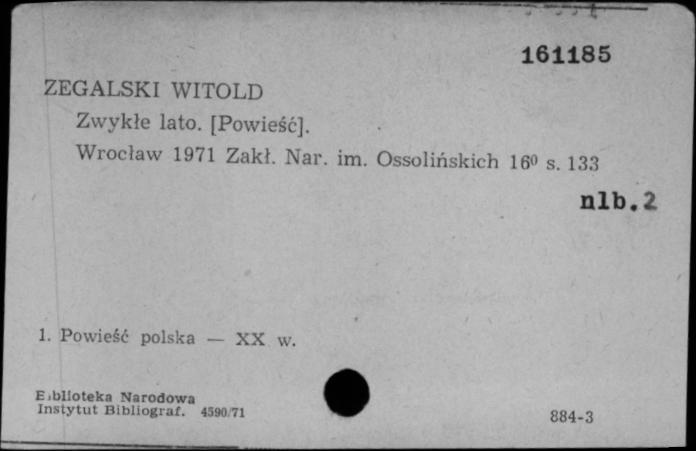 161185
ZEGALSKI WITOLD
Zwykłe lato. [Powieść].
Wrocław 1971 Zakł. Nar. im. Ossolińskich 16⁰ s. 133
nlb. 2
1. Powieść polska — XX w.
Biblioteka Narodowa
Instytut Bibliograf. 4590/71
884-3